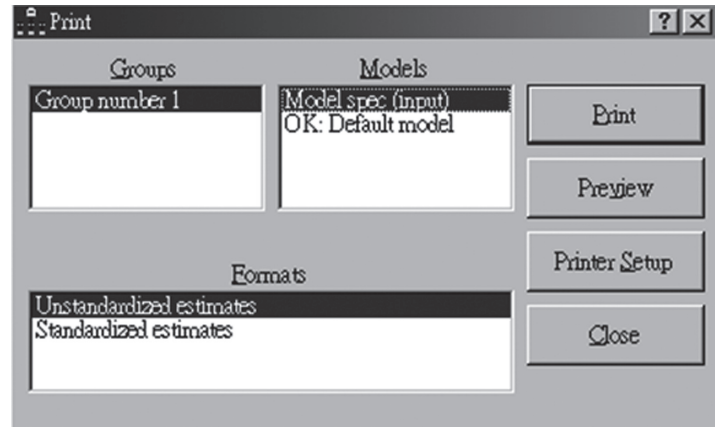 Print
Groups
Models
Group number 1
Model spec (input)
OK: Default model
Print
Preview
Printer Setup
Close
Formats
Unstandardized estimates
Standardized estimates